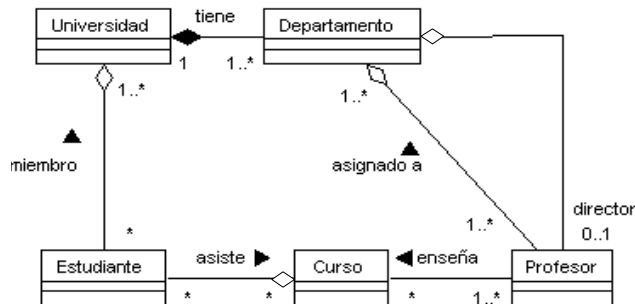 tiene
Universidad
Departamento
1
1..*
1..*
1..*
miembro
asignado a
1..*
director
0..1
*
Estudiante
asiste
Curso
enseña
Profesor
*
*
*
1..*